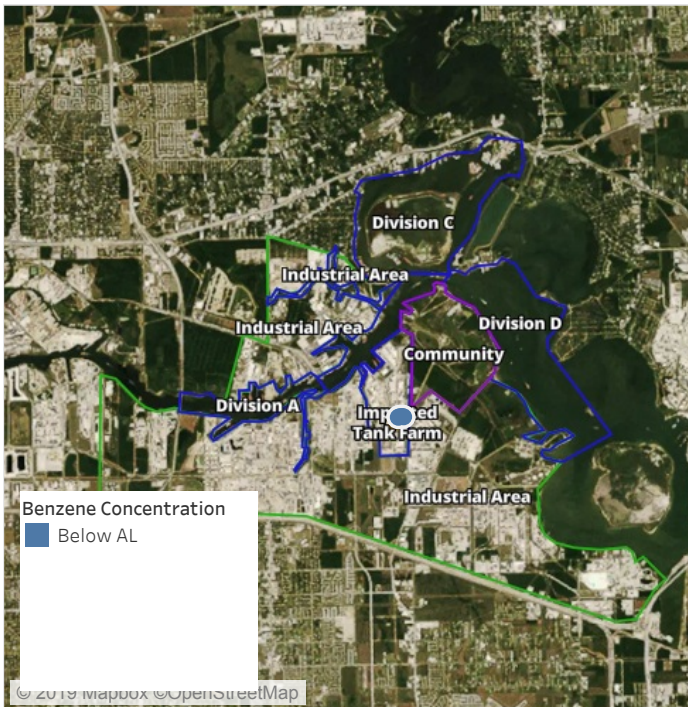 Division C
Industrial Area
Division D
Industrial Area
Community
Division A
Tank Farm
Industrial Area
Benzene Concentration
Below AL
© 2019 Mapbox ©OpenStreetMap